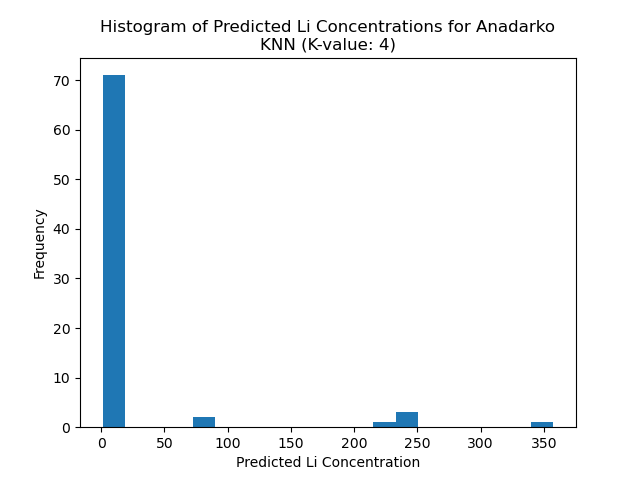 Histogram of Predicted Li Concentrations for Anadarko
KNN (K-value: 4)
70
60
50
40
30
20
10
0
Frequency
0 50 100 150 200 250 300 350
Predicted Li Concentration